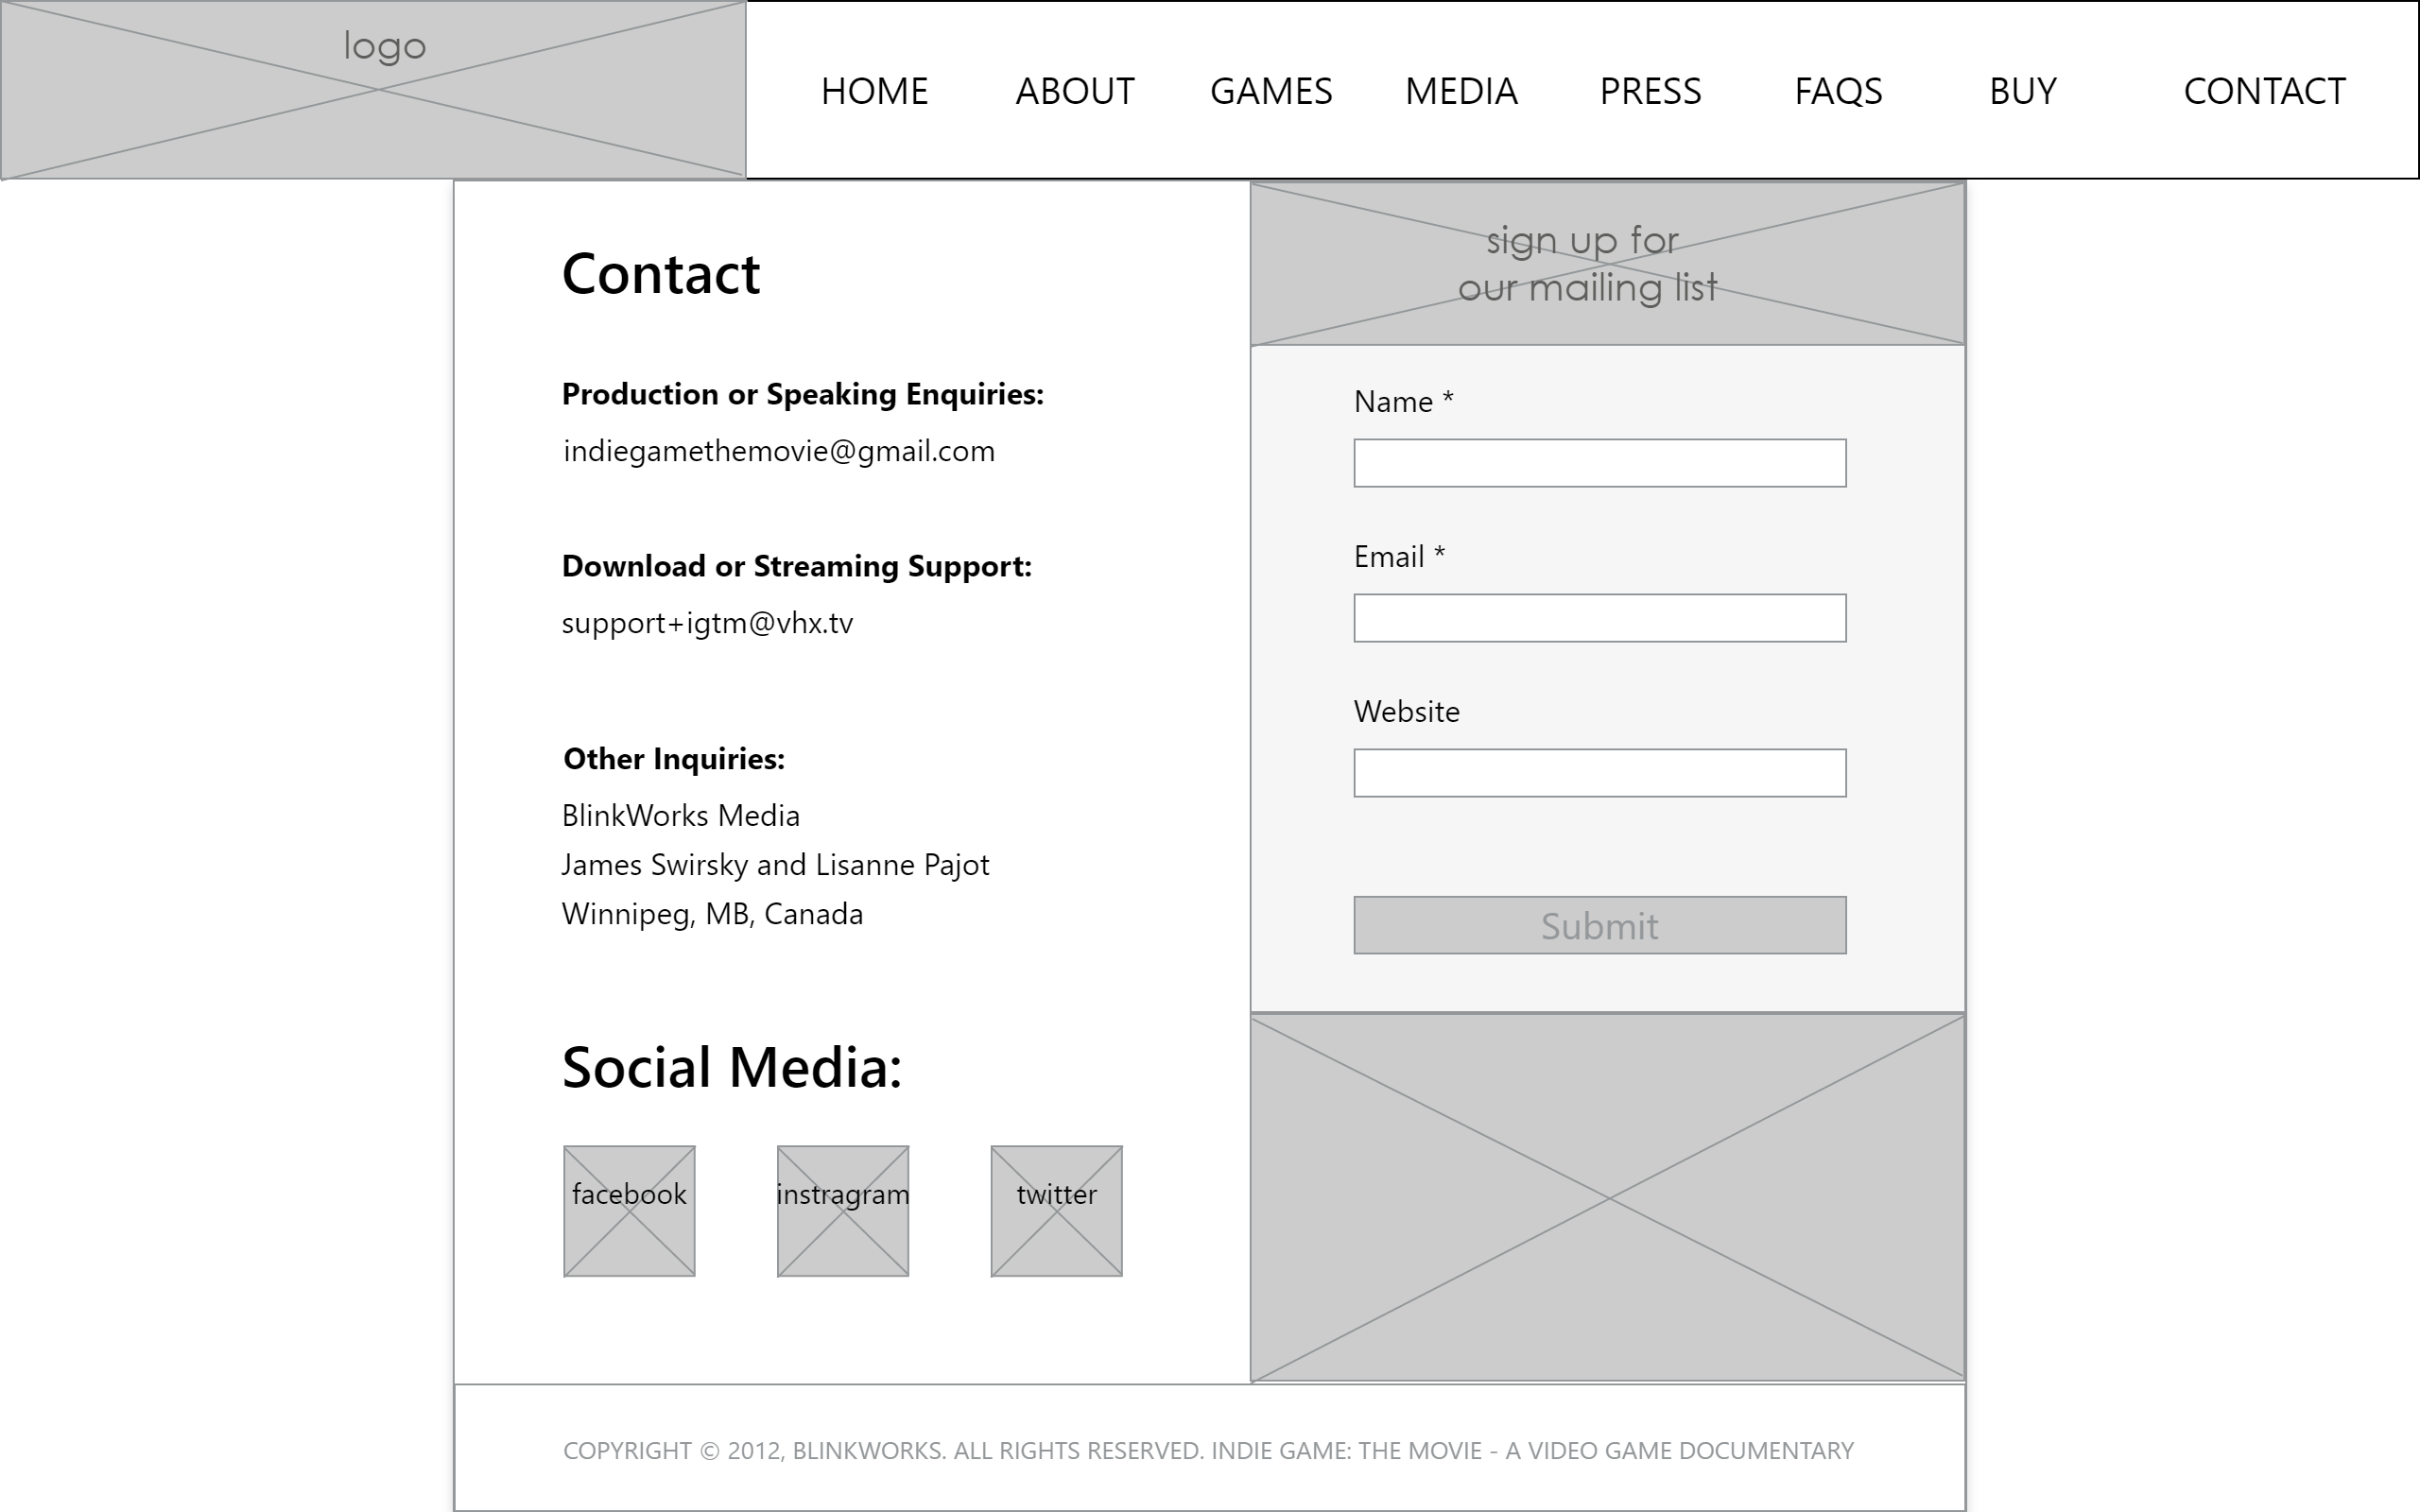 logo
HOME ABOUT GAMES MEDIA PRESS FAQS BUY CONTACT
Contact
Production or Speaking Enquiries:
indiegamethemovie@gmail.com
Download or Streaming Support:
support+igtm@vhx.tv
Other Inquiries:
BlinkWorks Media
James Swirsky and Lisanne Pajot
Winnipeg, MB, Canada
Social Media:
facebook instragram twitter
sign up for
our mailing list
Name *
Email *
Website
Submit
COPYRIGHT © 2012, BLINKWORKS. ALL RIGHTS RESERVED. INDIE GAME: THE MOVIE - A VIDEO GAME DOCUMENTARY